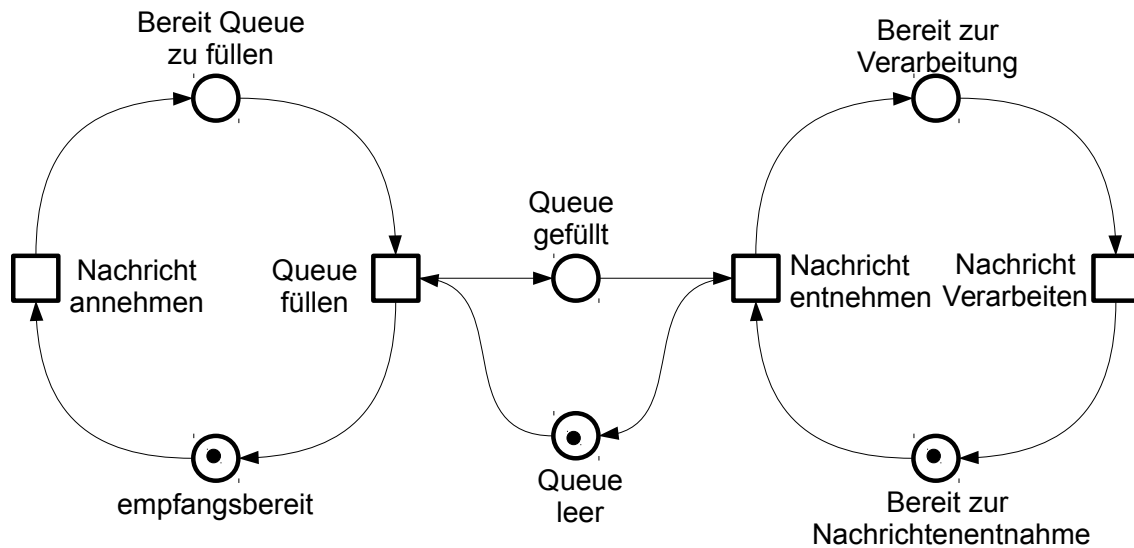 Bereit Queue
zu füllen
Bereit zur
Verarbeitung
Queue
gefüllt
Nachricht
annehmen
Queue
füllen
Nachricht
entnehmen
Nachricht
Verarbeiten
empfangsbereit
Queue
leer
Bereit zur
Nachrichtenentnahme